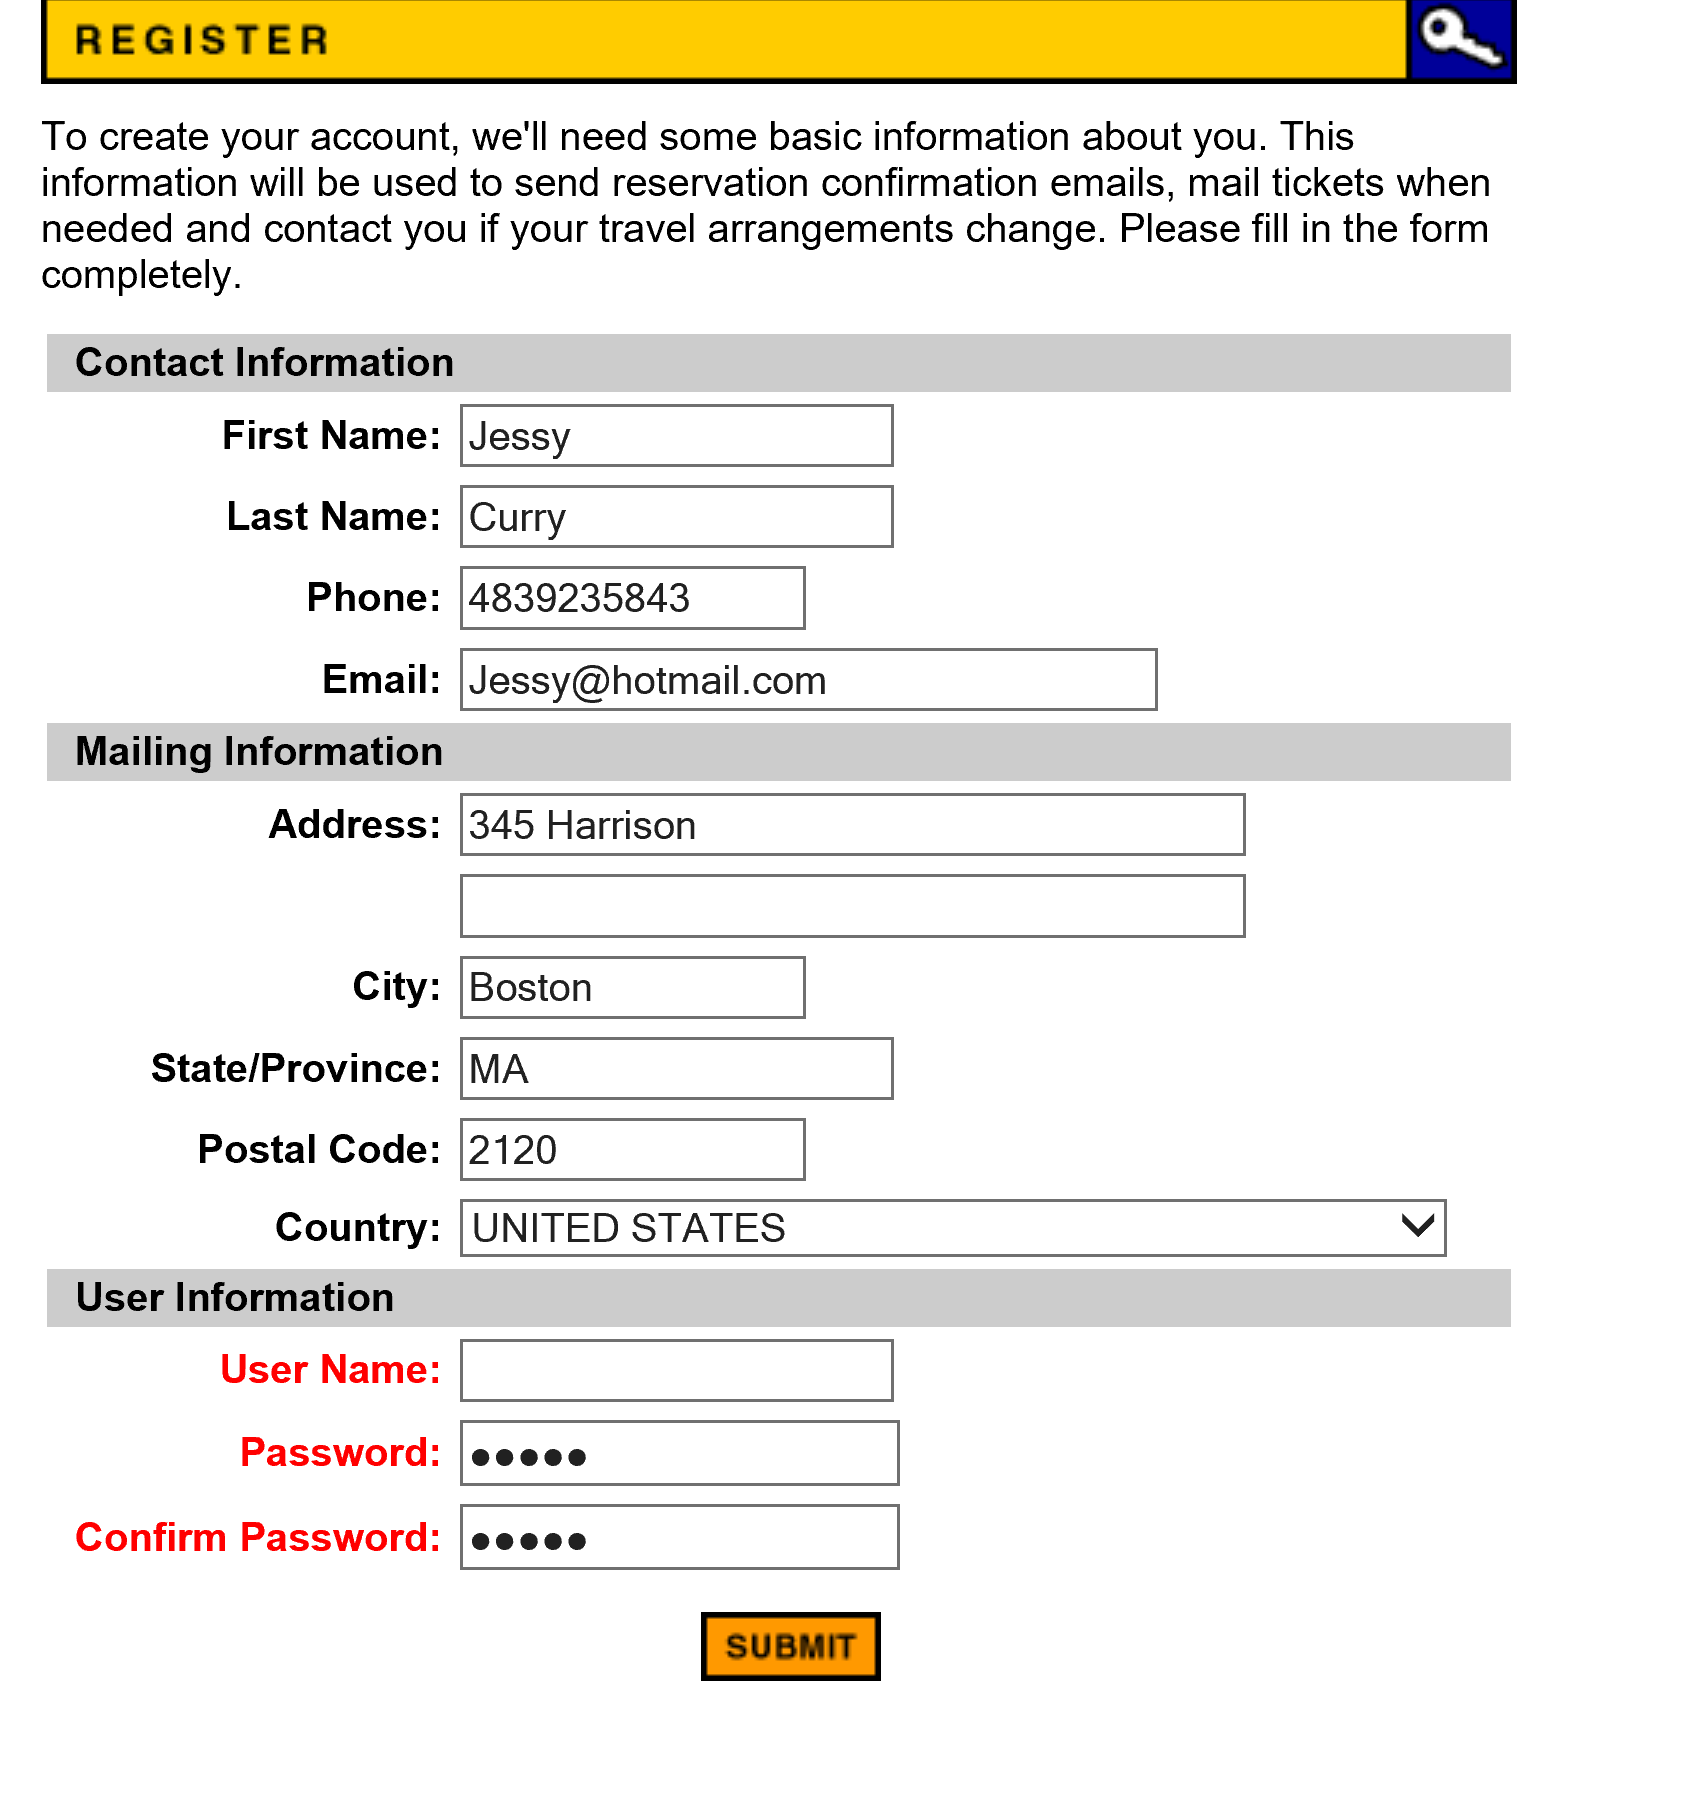 REGISTER
To create your account, we'll need some basic information about you. This
information will be used to send reservation confirmation emails, mail tickets when
needed and contact you if your travel arrangements change. Please fill in the form
completely.
Contact Information
First Name: Jessy
Last Name: Curry
Phone: 4839235843
Email: Jessy@hotmail.com
Mailing Information
Address: 345 Harrison
City: Boston
State/Province: MA
Postal Code: 2120
Country: UNITED STATES
User Information
User Name:
Password: •••••
Confirm Password: •••••
SUBMIT